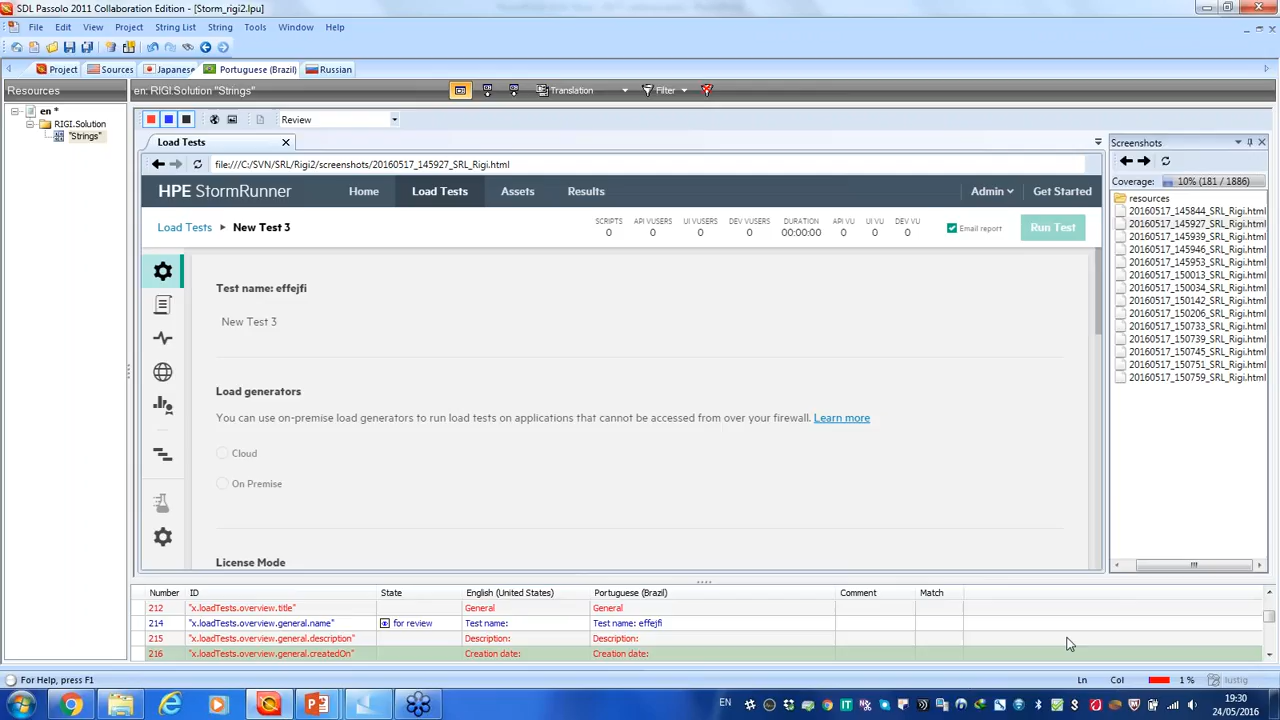 SDL Passolo 2011 Collaboration Edition - [Storm_rigi2.lpu]
File Edit View Project String List String Tools Window Help
Project Sources Japanese Portuguese (Brazil) Russian
Resources en: RIGI.Solution "Strings" Translation Filter
en *
RIGI.Solution
"Strings"
Review
Load Tests
file:///C:/SVN/SRL/Rigi2/screenshots/20160517_145927_SRL_Rigi.html
HPE StormRunner Home Load Tests Assets Results Admin Get Started
Load Tests New Test 3
SCRIPTS API VUSERS UI VUSERS DEV VUSERS DURATION API VU UI VU DEV VU
0 0 0 0 00:00:00 0 0 0
Email report Run Test
Test name: effejfi
New Test 3
Load generators
You can use on-premise load generators to run load tests on applications that cannot be accessed from over your firewall. Learn more
Cloud
On Premise
License Mode
Screenshots
Coverage: 10% (181 / 1886)
resources
20160517_145844_SRL_Rigi.html
20160517_145927_SRL_Rigi.html
20160517_145939_SRL_Rigi.html
20160517_145946_SRL_Rigi.html
20160517_145953_SRL_Rigi.html
20160517_150013_SRL_Rigi.html
20160517_150034_SRL_Rigi.html
20160517_150142_SRL_Rigi.html
20160517_150206_SRL_Rigi.html
20160517_150733_SRL_Rigi.html
20160517_150739_SRL_Rigi.html
20160517_150745_SRL_Rigi.html
20160517_150751_SRL_Rigi.html
20160517_150759_SRL_Rigi.html
Number ID State English (United States) Portuguese (Brazil) Comment Match
212 "x.loadTests.overview.title" General General
214 "x.loadTests.overview.general.name" for review Test name: Test name: effejfi
215 "x.loadTests.overview.general.description" Description: Description:
216 "x.loadTests.overview.general.createdOn" Creation date: Creation date:
For Help, press F1 Ln Col 1 % lustig
EN 19:30
24/05/2016